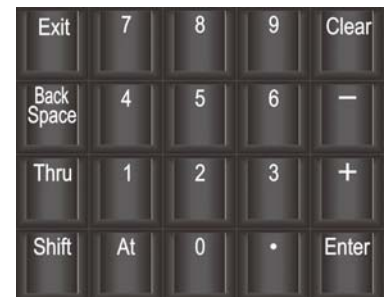 Exit 7 8 9 Clear
Back
Space 4 5 6 –
Thru 1 2 3 +
Shift At 0 • Enter